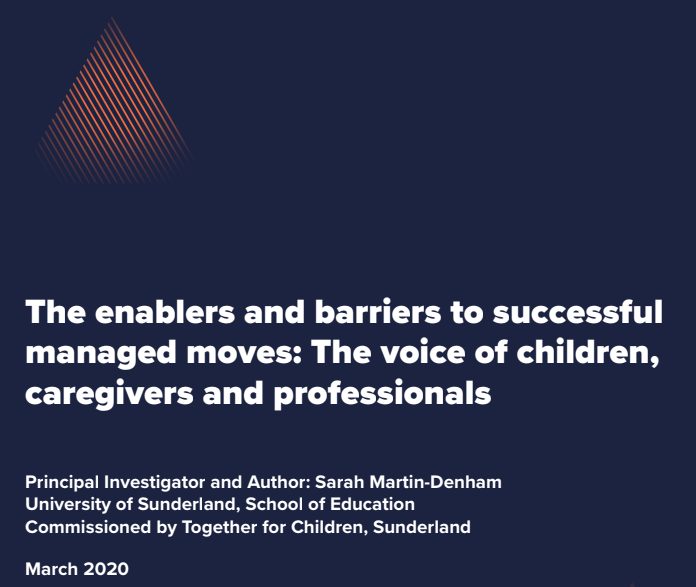 The enablers and barriers to successful
managed moves: The voice of children,
caregivers and professionals
Principal Investigator and Author: Sarah Martin-Denham
University of Sunderland, School of Education
Commissioned by Together for Children, Sunderland
March 2020